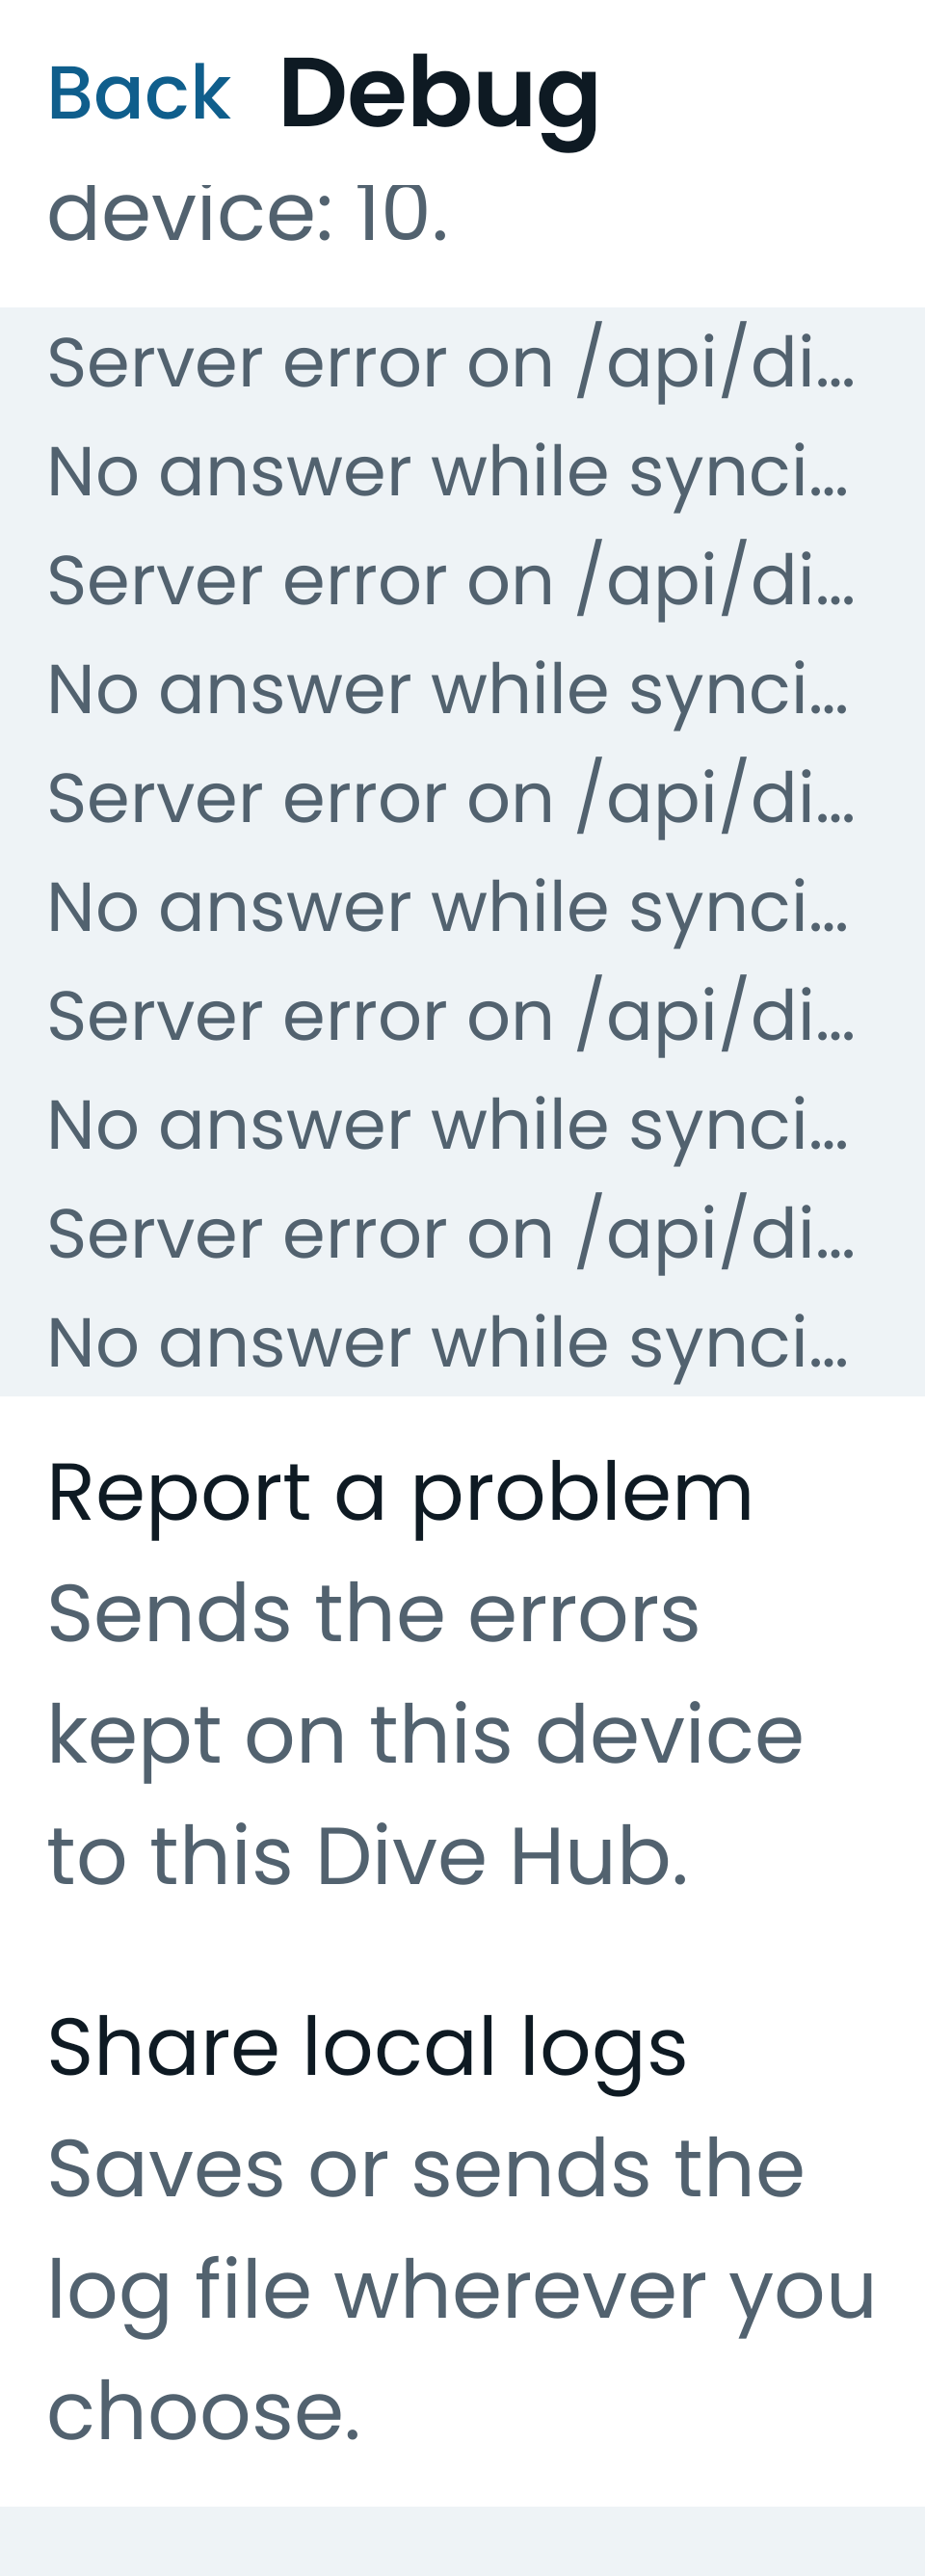 Back Debug
device: 10.
Server error on /api/di...
No answer while synci...
Server error on /api/di...
No answer while synci...
Server error on /api/di...
No answer while synci...
Server error on /api/di...
No answer while synci...
Server error on /api/di...
No answer while synci...
Report a problem
Sends the errors
kept on this device
to this Dive Hub.
Share local logs
Saves or sends the
log file wherever you
choose.